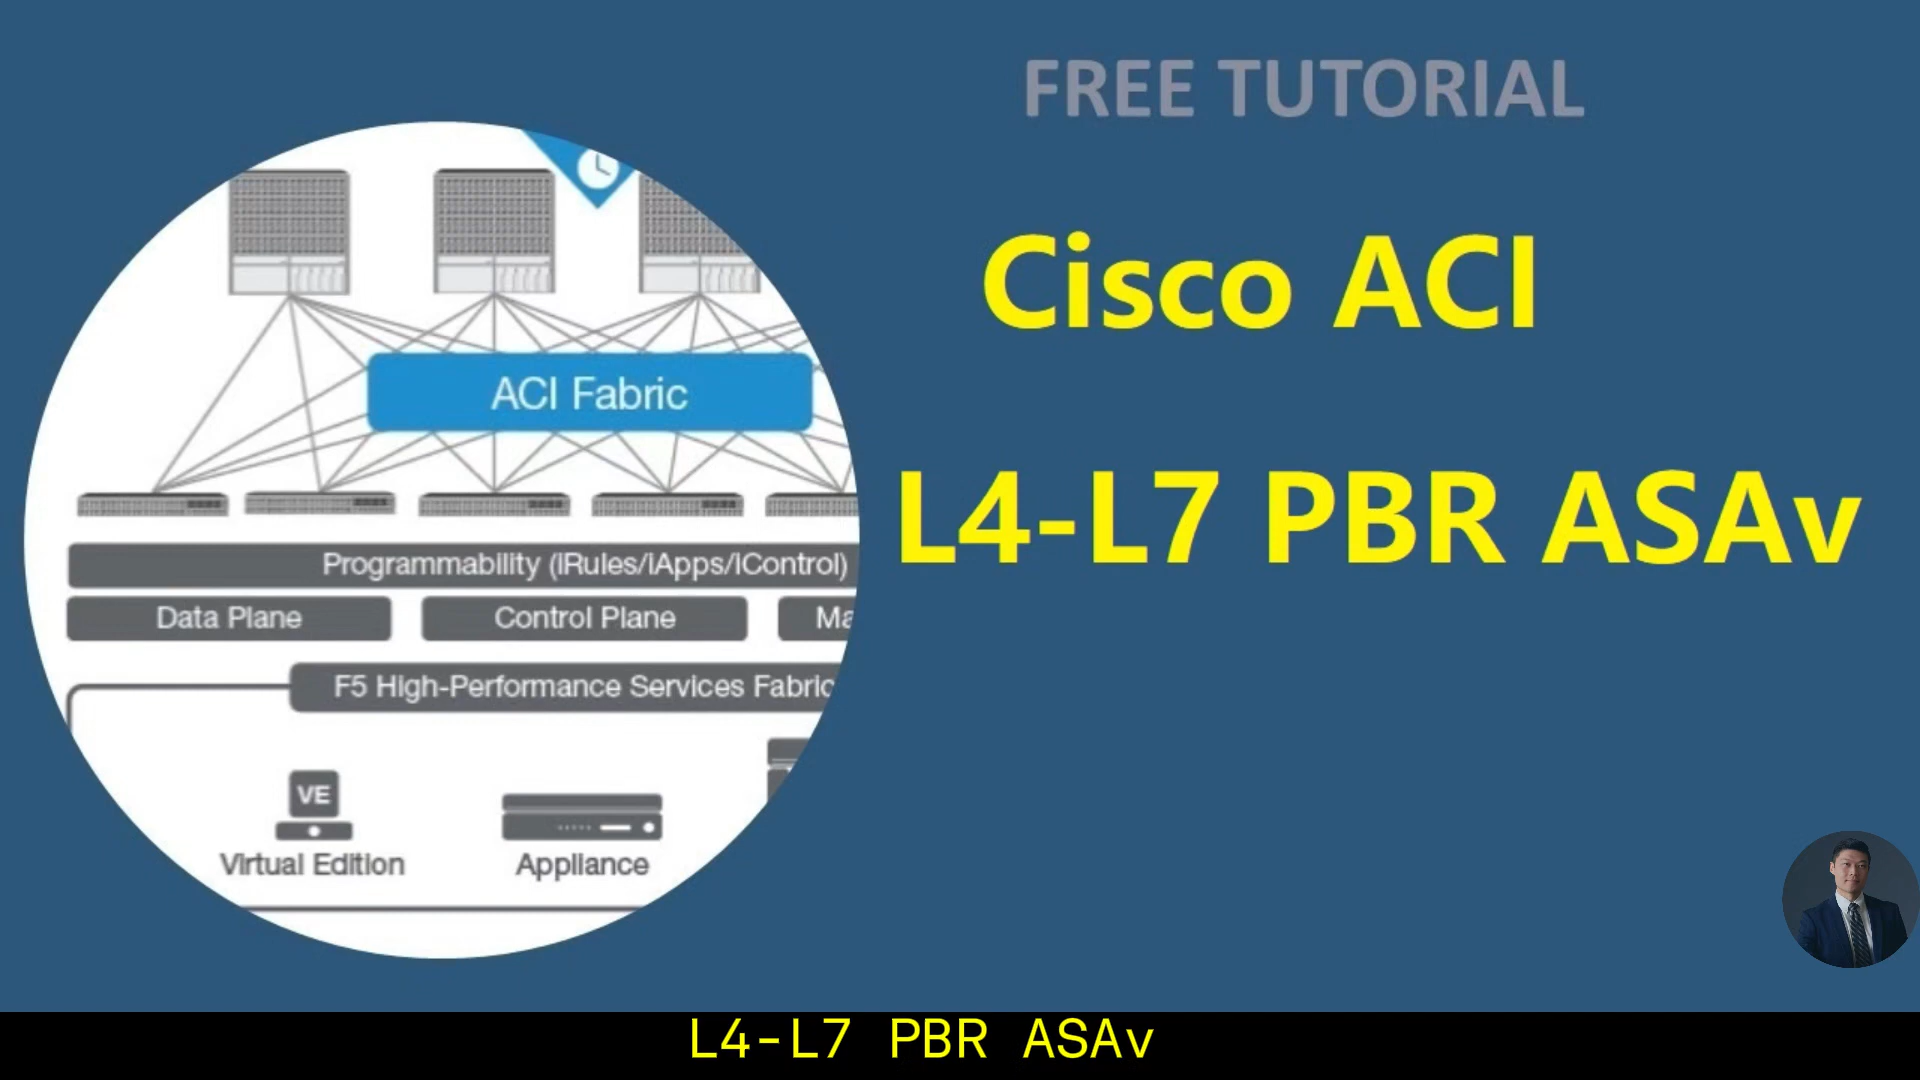 FREE TUTORIAL
Cisco ACI
L4-L7 PBR ASAv
ACI Fabric
Programmability (iRules/iApps/iControl)
Data Plane
Control Plane
F5 High-Performance Services Fabric
VE
Virtual Edition
Appliance
L4-L7 PBR ASAv